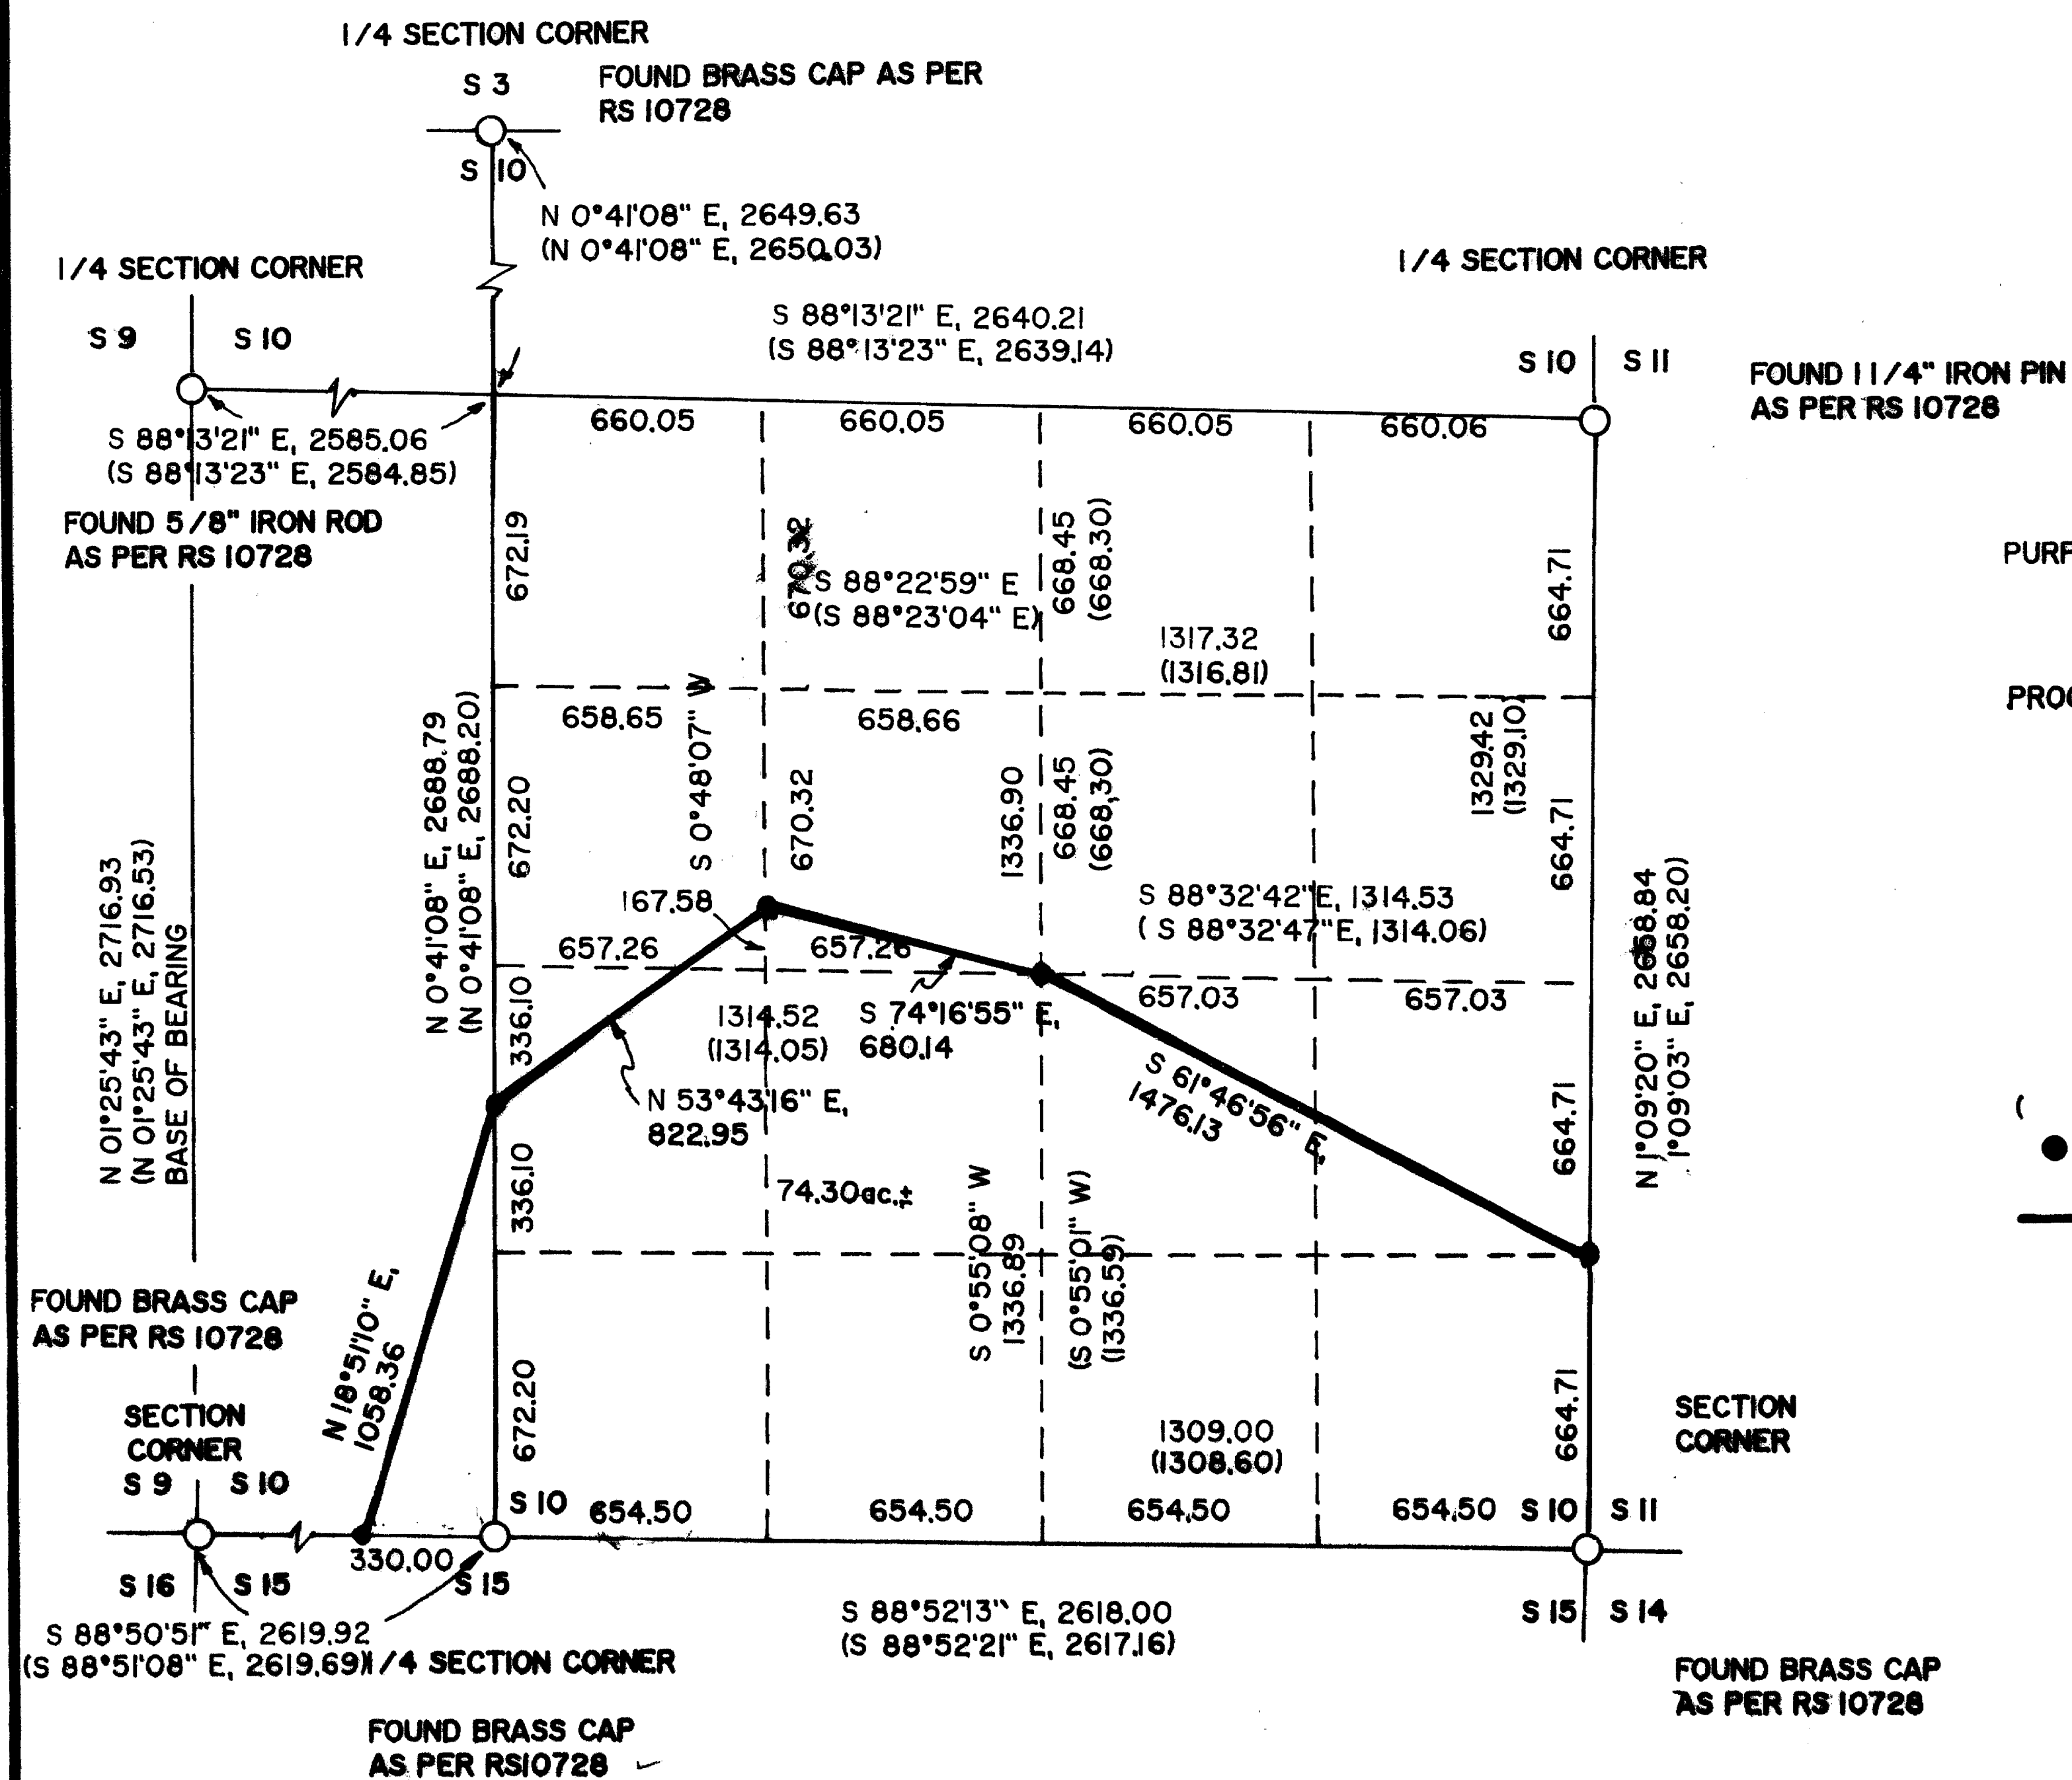 1/4 SECTION CORNER
S 3
FOUND BRASS CAP AS PER
RS 10728
S 10
N 0°41'08" E, 2649.63
(N 0°41'08" E, 2650.03)
1/4 SECTION CORNER
S 9
S 10
S 88°13'21" E, 2640.21
(S 88°13'23" E, 2639.14)
1/4 SECTION CORNER
S 10
S 11
FOUND 1 1/4" IRON PIN
AS PER RS 10728
S 88°13'21" E, 2585.06
(S 88°13'23" E, 2584.85)
FOUND 5/8" IRON ROD
AS PER RS 10728
660.05
660.05
660.05
660.06
672.19
670.32
S 88°22'59" E
(S 88°23'04" E)
668.45
(668.30)
664.71
1317.32
(1316.81)
658.65
658.66
S 0°48'07" W
N 0°41'08" E, 2688.79
(N 0°41'08" E, 2688.20)
672.20
670.32
1336.90
668.45
(668.30)
1329.42
(1329.10)
664.71
N 01°25'43" E, 2716.93
(N 01°25'43" E, 2716.53)
BASE OF BEARING
167.58
657.26
657.26
S 88°32'42" E, 1314.53
( S 88°32'47" E, 1314.06)
657.03
657.03
336.10
1314.52
(1314.05)
S 74°16'55" E,
680.14
N 53°43'16" E,
822.95
S 61°46'56" E,
1476.13
664.71
N 1°09'20" E, 2658.84
1°09'03" E, 2658.20)
336.10
74.30ac.±
S 0°55'08" W
1336.89
(S 0°55'01" W)
(1336.59)
FOUND BRASS CAP
AS PER RS 10728
N 18°51'10" E,
1058.36
672.20
1309.00
(1308.60)
664.71
SECTION
CORNER
SECTION
CORNER
S 9
S 10
S 10
654.50
654.50
654.50
654.50
S 10
S 11
330.00
S 16
S 15
S 15
S 15
S 14
S 88°50'51" E, 2619.92
(S 88°51'08" E, 2619.69)
1/4 SECTION CORNER
S 88°52'13" E, 2618.00
(S 88°52'21" E, 2617.16)
FOUND BRASS CAP
AS PER RS 10728
FOUND BRASS CAP
AS PER RS10728